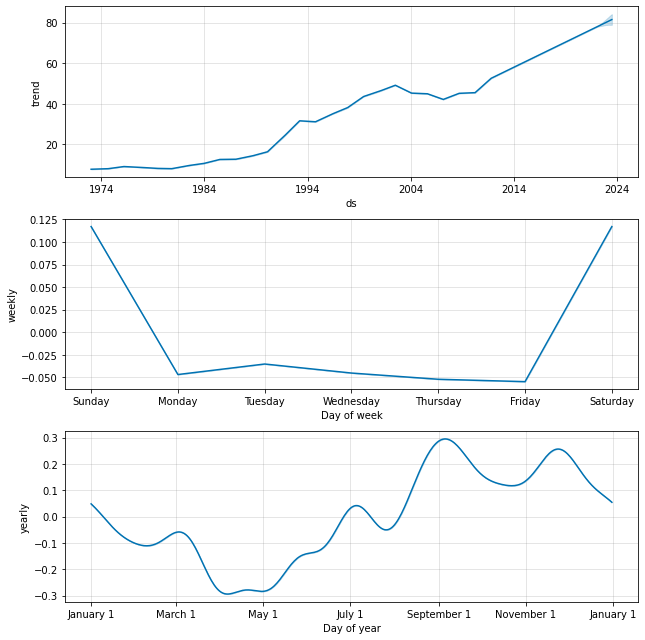 80
60
40
20
trend
1974 1984 1994 2004 2014 2024
ds
0.125
0.100
0.075
0.050
0.025
0.000
−0.025
−0.050
weekly
Sunday Monday Tuesday Wednesday Thursday Friday Saturday
Day of week
0.3
0.2
0.1
0.0
−0.1
−0.2
−0.3
yearly
January 1 March 1 May 1 July 1 September 1 November 1 January 1
Day of year